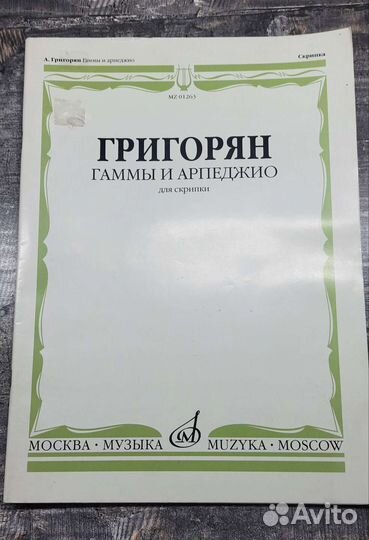 А. Григорян Гаммы и арпеджио
Скрипка
MZ 01263
ГРИГОРЯН
ГАММЫ И АРПЕДЖИО
для скрипки
МОСКВА • МУЗЫКА
MUZYKA • MOSCOW
Avito